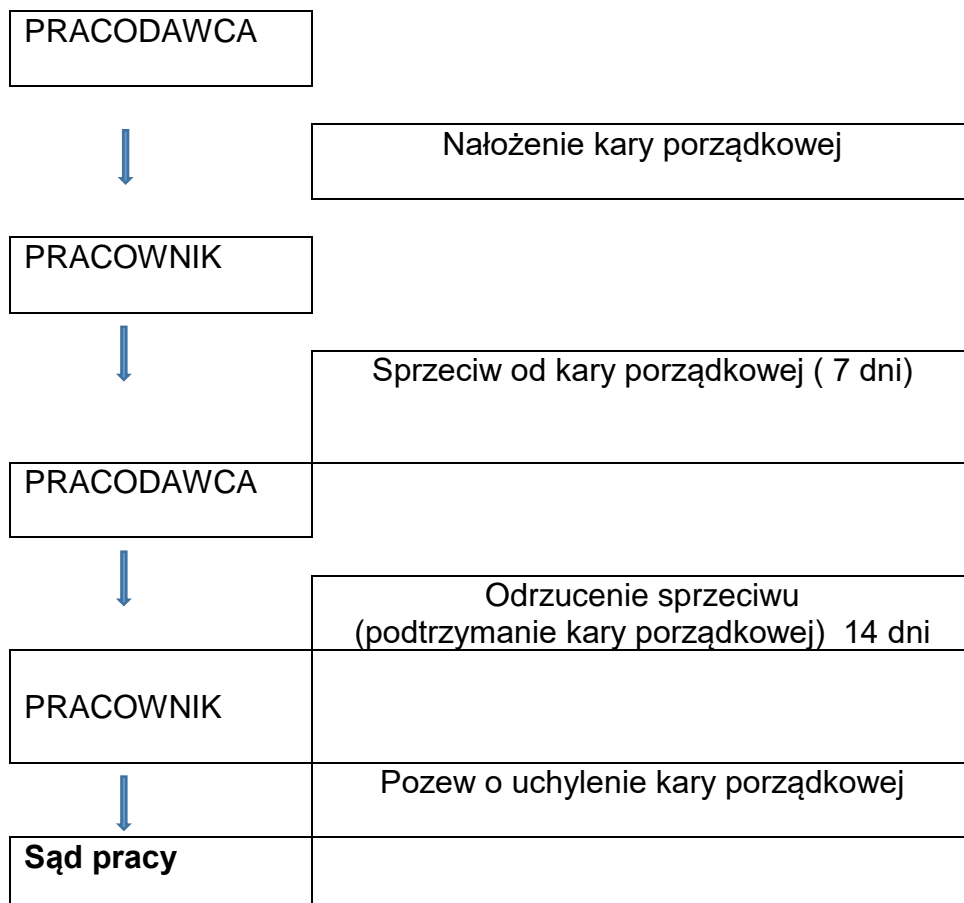 PRACODAWCA
Nałożenie kary porządkowej
PRACOWNIK
Sprzeciw od kary porządkowej ( 7 dni)
PRACODAWCA
Odrzucenie sprzeciwu
(podtrzymanie kary porządkowej) 14 dni
PRACOWNIK
Pozew o uchylenie kary porządkowej
Sąd pracy